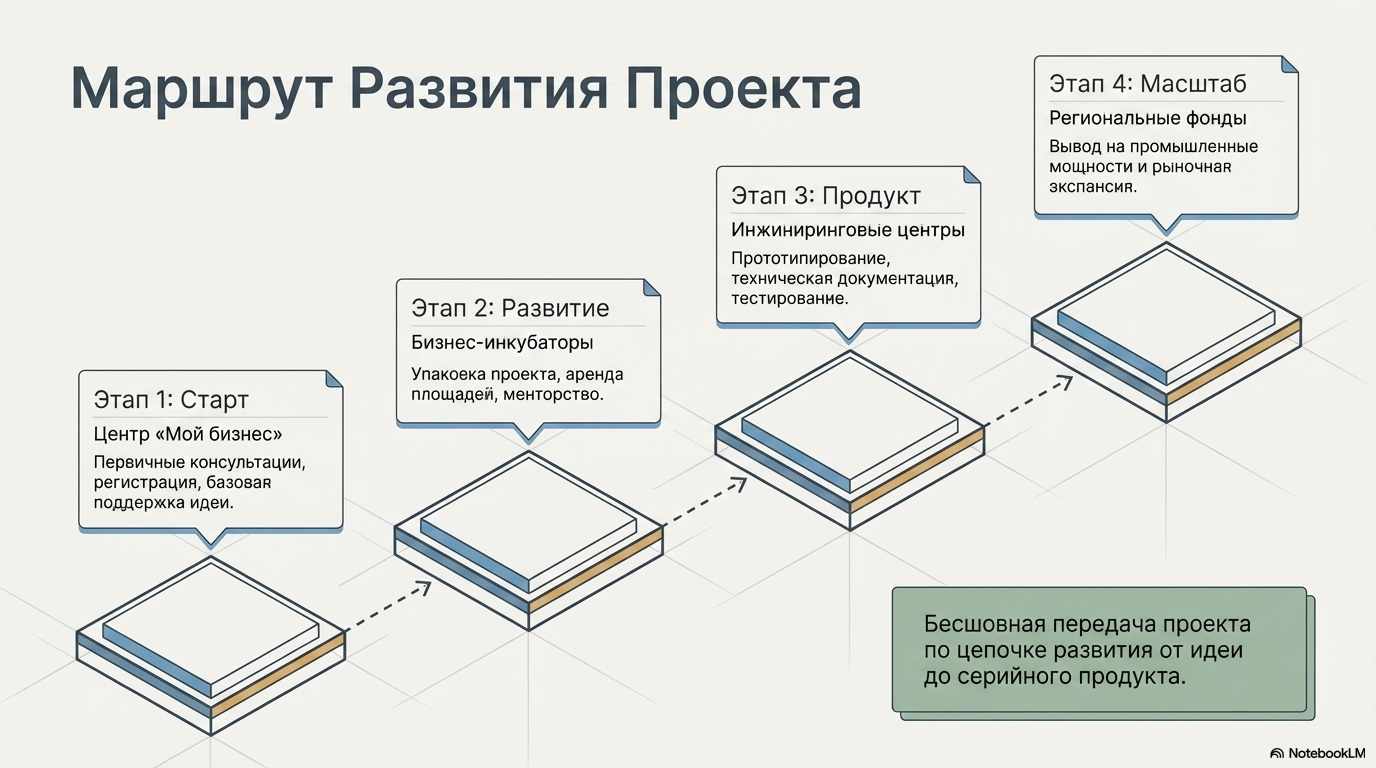 Маршрут Развития Проекта
Этап 1: Старт
Центр «Мой бизнес»
Первичные консультации,
регистрация, базовая
поддержка идеи.
Этап 2: Развитие
Бизнес-инкубаторы
Упакоека проекта, аренда
площадей, менторство.
Этап 3: Продукт
Инжиниринговые центры
Прототипирование,
техническая документация,
тестирование.
Этап 4: Масштаб
Региональные фонды
Вывод на промышленные
мощности и рыночная
экспансия.
Бесшовная передача проекта
по цепочке развития от идеи
до серийного продукта.
NotebookLM